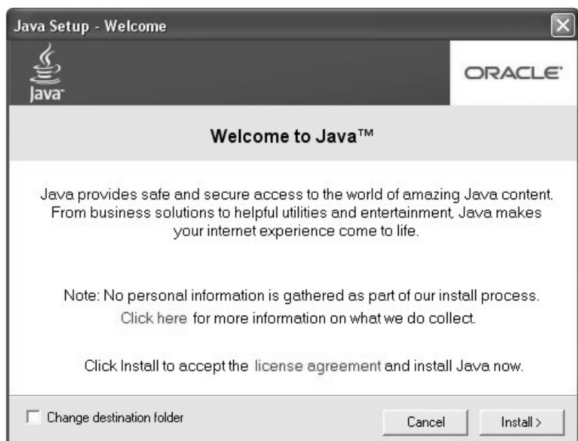 Java Setup - Welcome
Java™
ORACLE®
Welcome to Java™
Java provides safe and secure access to the world of amazing Java content.
From business solutions to helpful utilities and entertainment, Java makes
your internet experience come to life.
Note: No personal information is gathered as part of our install process.
Click here for more information on what we do collect.
Click Install to accept the license agreement and install Java now.
Change destination folder
Cancel
Install >